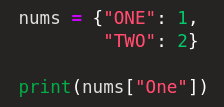 nums = {"ONE": 1,
"TWO": 2}
print(nums["One"])